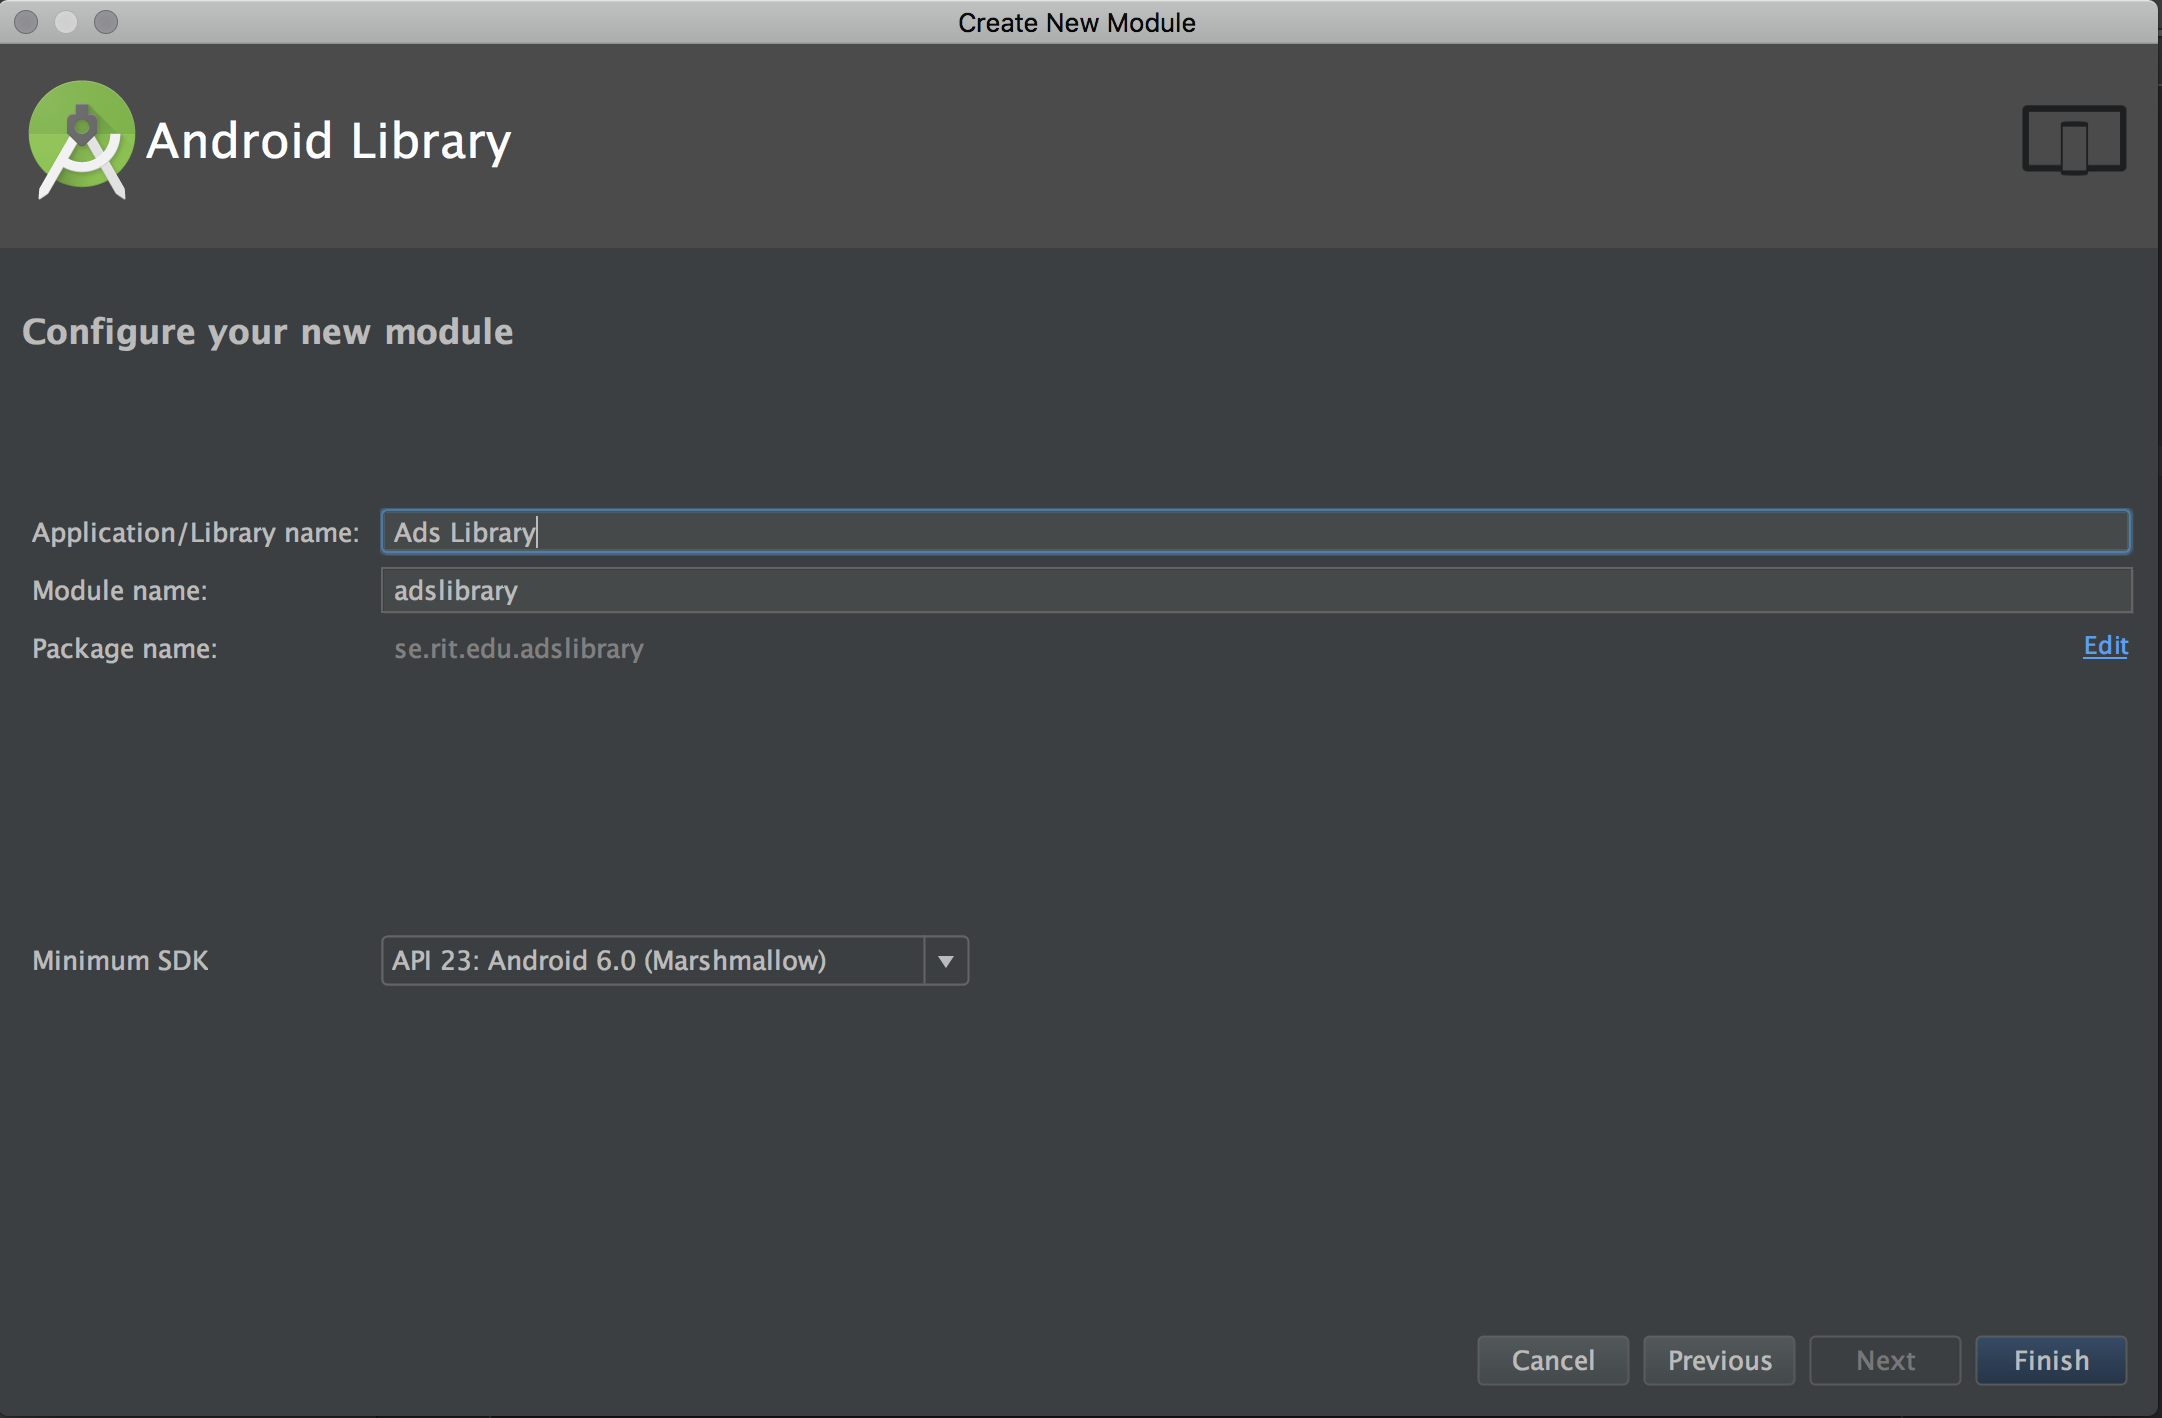 Create New Module
Android Library
Configure your new module
Application/Library name: Ads Library
Module name: adslibrary
Package name: se.rit.edu.adslibrary Edit
Minimum SDK API 23: Android 6.0 (Marshmallow)
Cancel Previous Next Finish